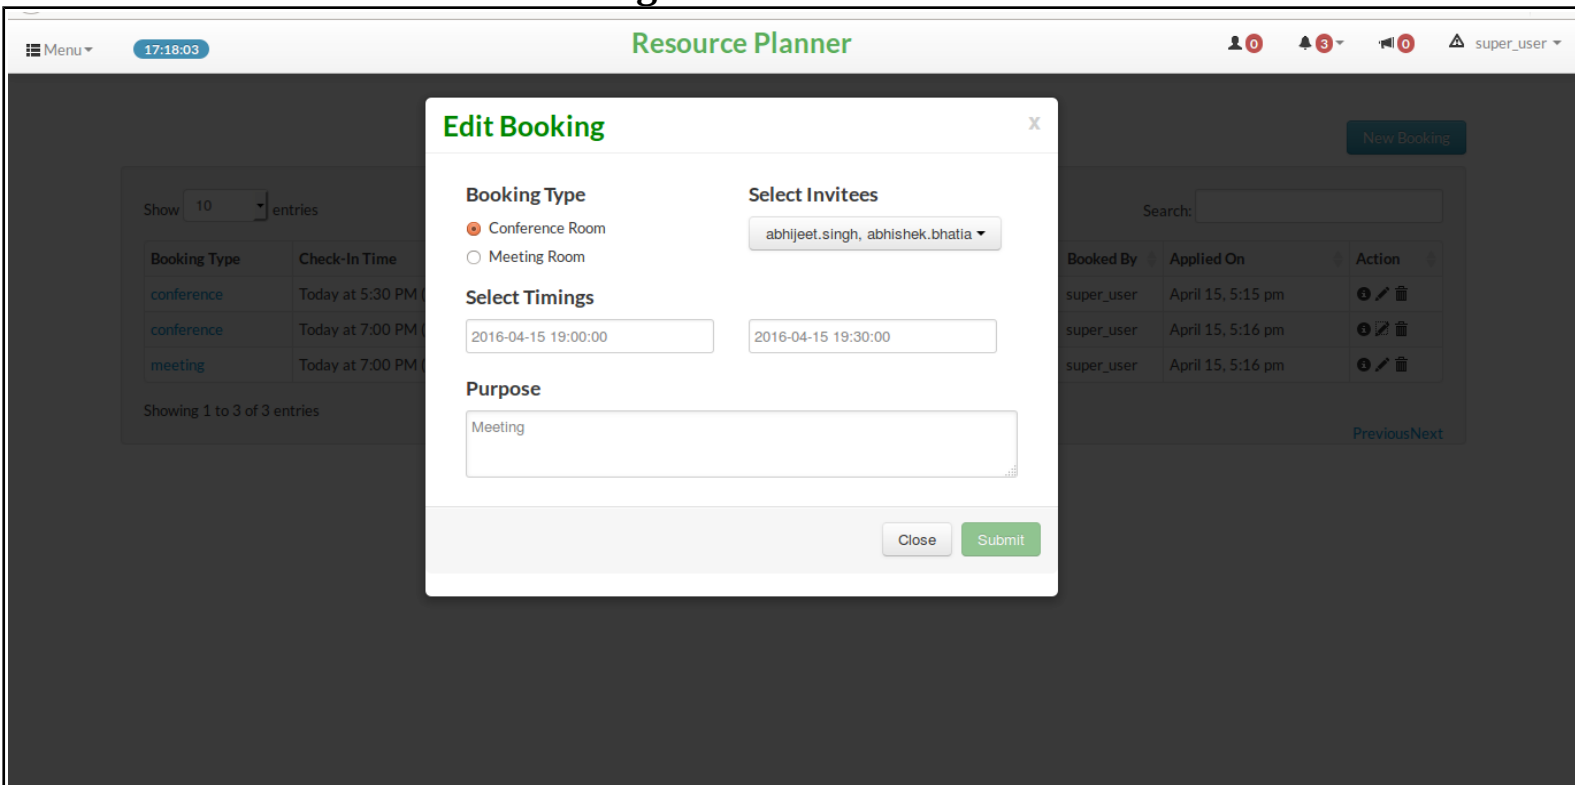 g
Menu 17:18:03 Resource Planner 0 3 0 super_user
Edit Booking x
New Booking
Booking Type Select Invitees
Show 10 entries Search:
Conference Room abhijeet.singh, abhishek.bhatia
Meeting Room
Booking Type Check-In Time Booked By Applied On Action
conference Today at 5:30 PM ( super_user April 15, 5:15 pm
Select Timings
conference Today at 7:00 PM ( super_user April 15, 5:16 pm
2016-04-15 19:00:00 2016-04-15 19:30:00
meeting Today at 7:00 PM ( super_user April 15, 5:16 pm
Purpose
Showing 1 to 3 of 3 entries
Meeting
PreviousNext
Close Submit